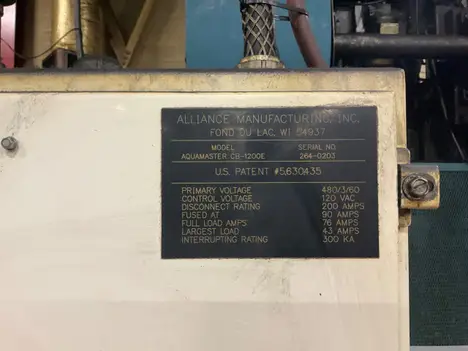 ALLIANCE MANUFACTURING, INC.
FOND DU LAC, WI 54937
MODEL SERIAL NO.
AQUAMASTER CB-1200E 264-0203
U.S. PATENT #5,630,435
PRIMARY VOLTAGE 480/3/60
CONTROL VOLTAGE 120 VAC
DISCONNECT RATING 200 AMPS
FUSED AT 90 AMPS
FULL LOAD AMPS 76 AMPS
LARGEST LOAD 43 AMPS
INTERRUPTING RATING 300 KA